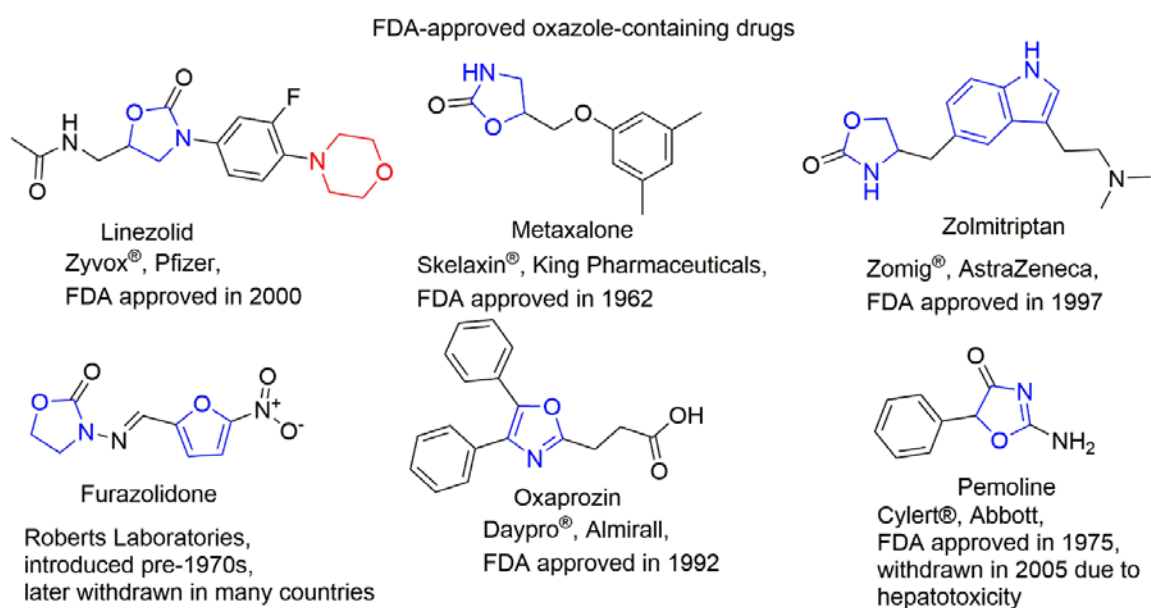 FDA-approved oxazole-containing drugs
O
O
N
F
N
O
H
N
O
Linezolid
Zyvox®, Pfizer,
FDA approved in 2000
HN
O
O
O
Metaxalone
Skelaxin®, King Pharmaceuticals,
FDA approved in 1962
H
N
O
O
N
H
N
Zolmitriptan
Zomig®, AstraZeneca,
FDA approved in 1997
O
O
N
N
O
O
N+
O-
Furazolidone
Roberts Laboratories,
introduced pre-1970s,
later withdrawn in many countries
O
N
OH
O
Oxaprozin
Daypro®, Almirall,
FDA approved in 1992
O
N
O
NH2
Pemoline
Cylert®, Abbott,
FDA approved in 1975,
withdrawn in 2005 due to
hepatotoxicity